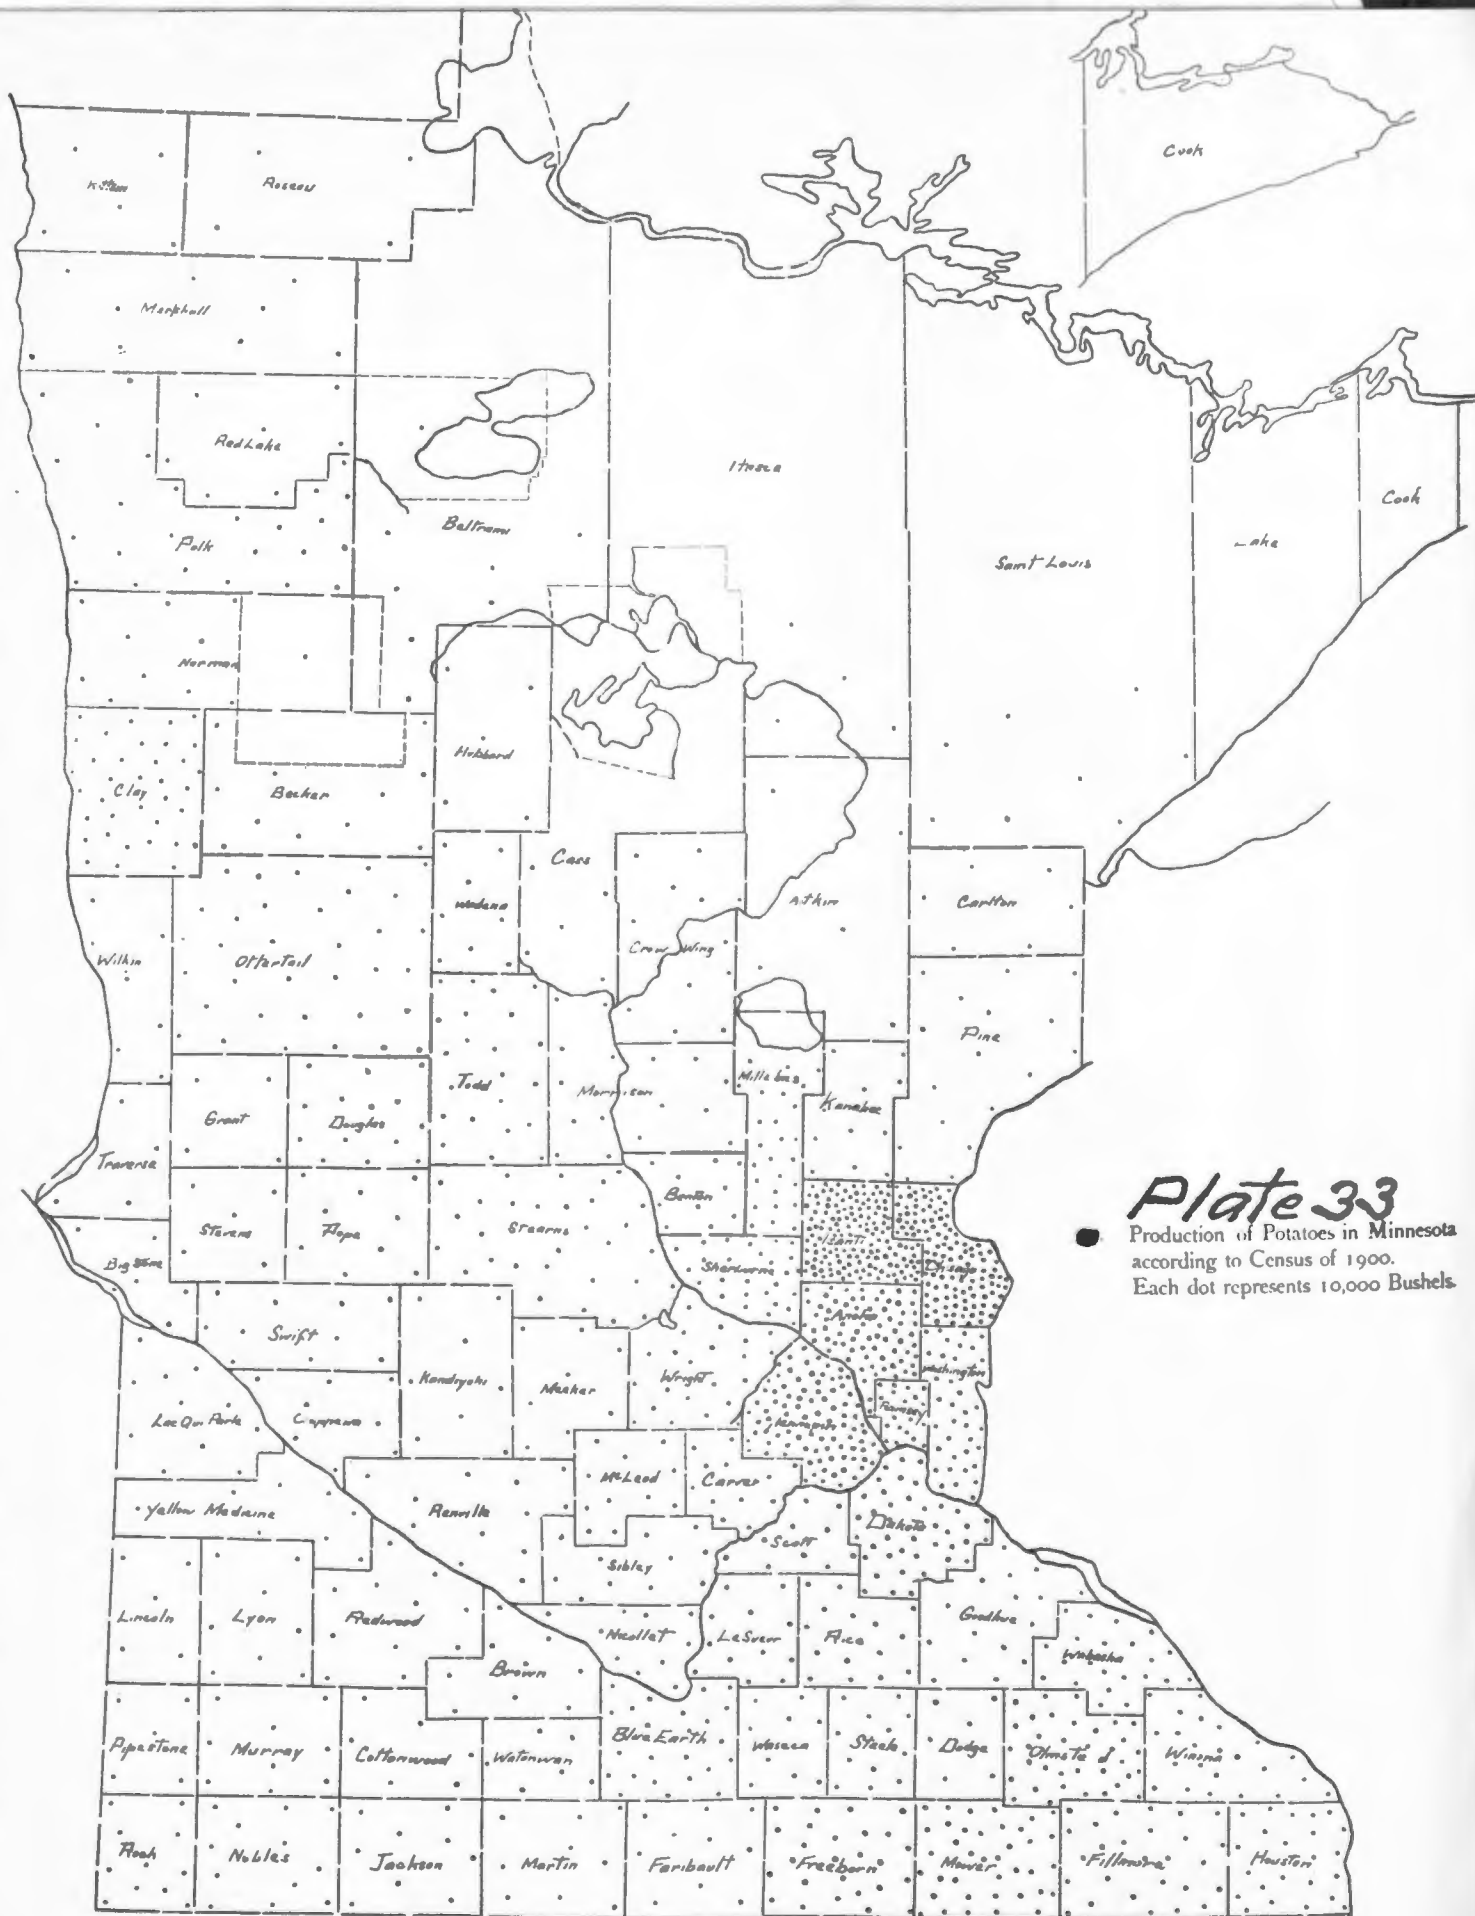 Cook
Roseau
Marshall
Red Lake
Itasca
Cook
Beltrami
Polk
Lake
Saint Louis
Norman
Hubbard
Clay
Becker
Cass
Wadena
Aitkin
Carlton
Crow Wing
Wilkin
Ottertail
Pine
Todd
Morrison
Mille Lacs
Kanabec
Grant
Douglas
Traverse
Benton
Plate 33
Stevens
Pope
Stearns
Isanti
Production of Potatoes in Minnesota
according to Census of 1900.
Each dot represents 10,000 Bushels.
Big Stone
Sherburne
Chisago
Anoka
Swift
Kandiyohi
Meeker
Wright
Washington
Ramsey
Lac Qui Parle
Chippewa
Hennepin
McLeod
Carver
Yellow Medicine
Renville
Dakota
Scott
Sibley
Lincoln
Lyon
Redwood
Nicollet
LeSueur
Rice
Goodhue
Brown
Wabasha
Pipestone
Murray
Cottonwood
Watonwan
Blue Earth
Waseca
Steele
Dodge
Olmsted
Winona
Rock
Nobles
Jackson
Martin
Faribault
Freeborn
Mower
Fillmore
Houston